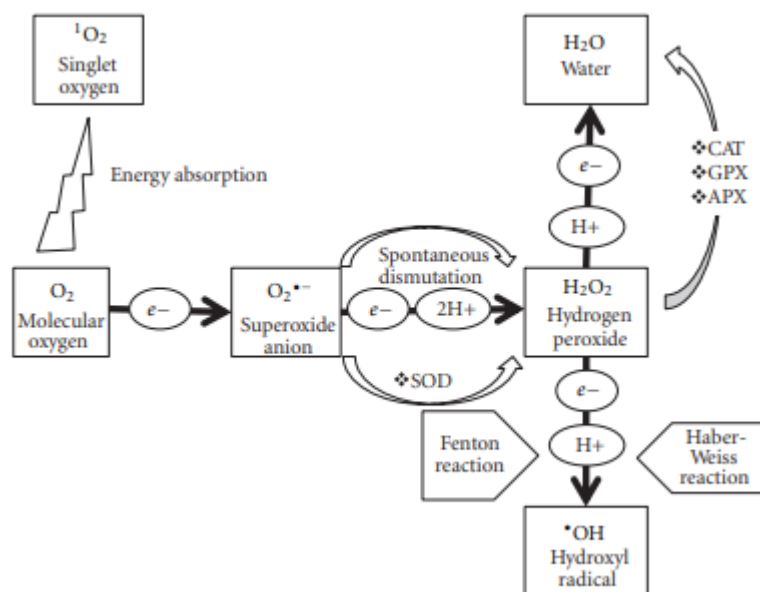 ¹O₂
Singlet
oxygen
Energy absorption
O₂
Molecular
oxygen
e−
O₂•−
Superoxide
anion
Spontaneous
dismutation
e−
2H+
❖SOD
H₂O₂
Hydrogen
peroxide
H₂O
Water
e−
H+
❖CAT
❖GPX
❖APX
e−
H+
Fenton
reaction
Haber-
Weiss
reaction
•OH
Hydroxyl
radical